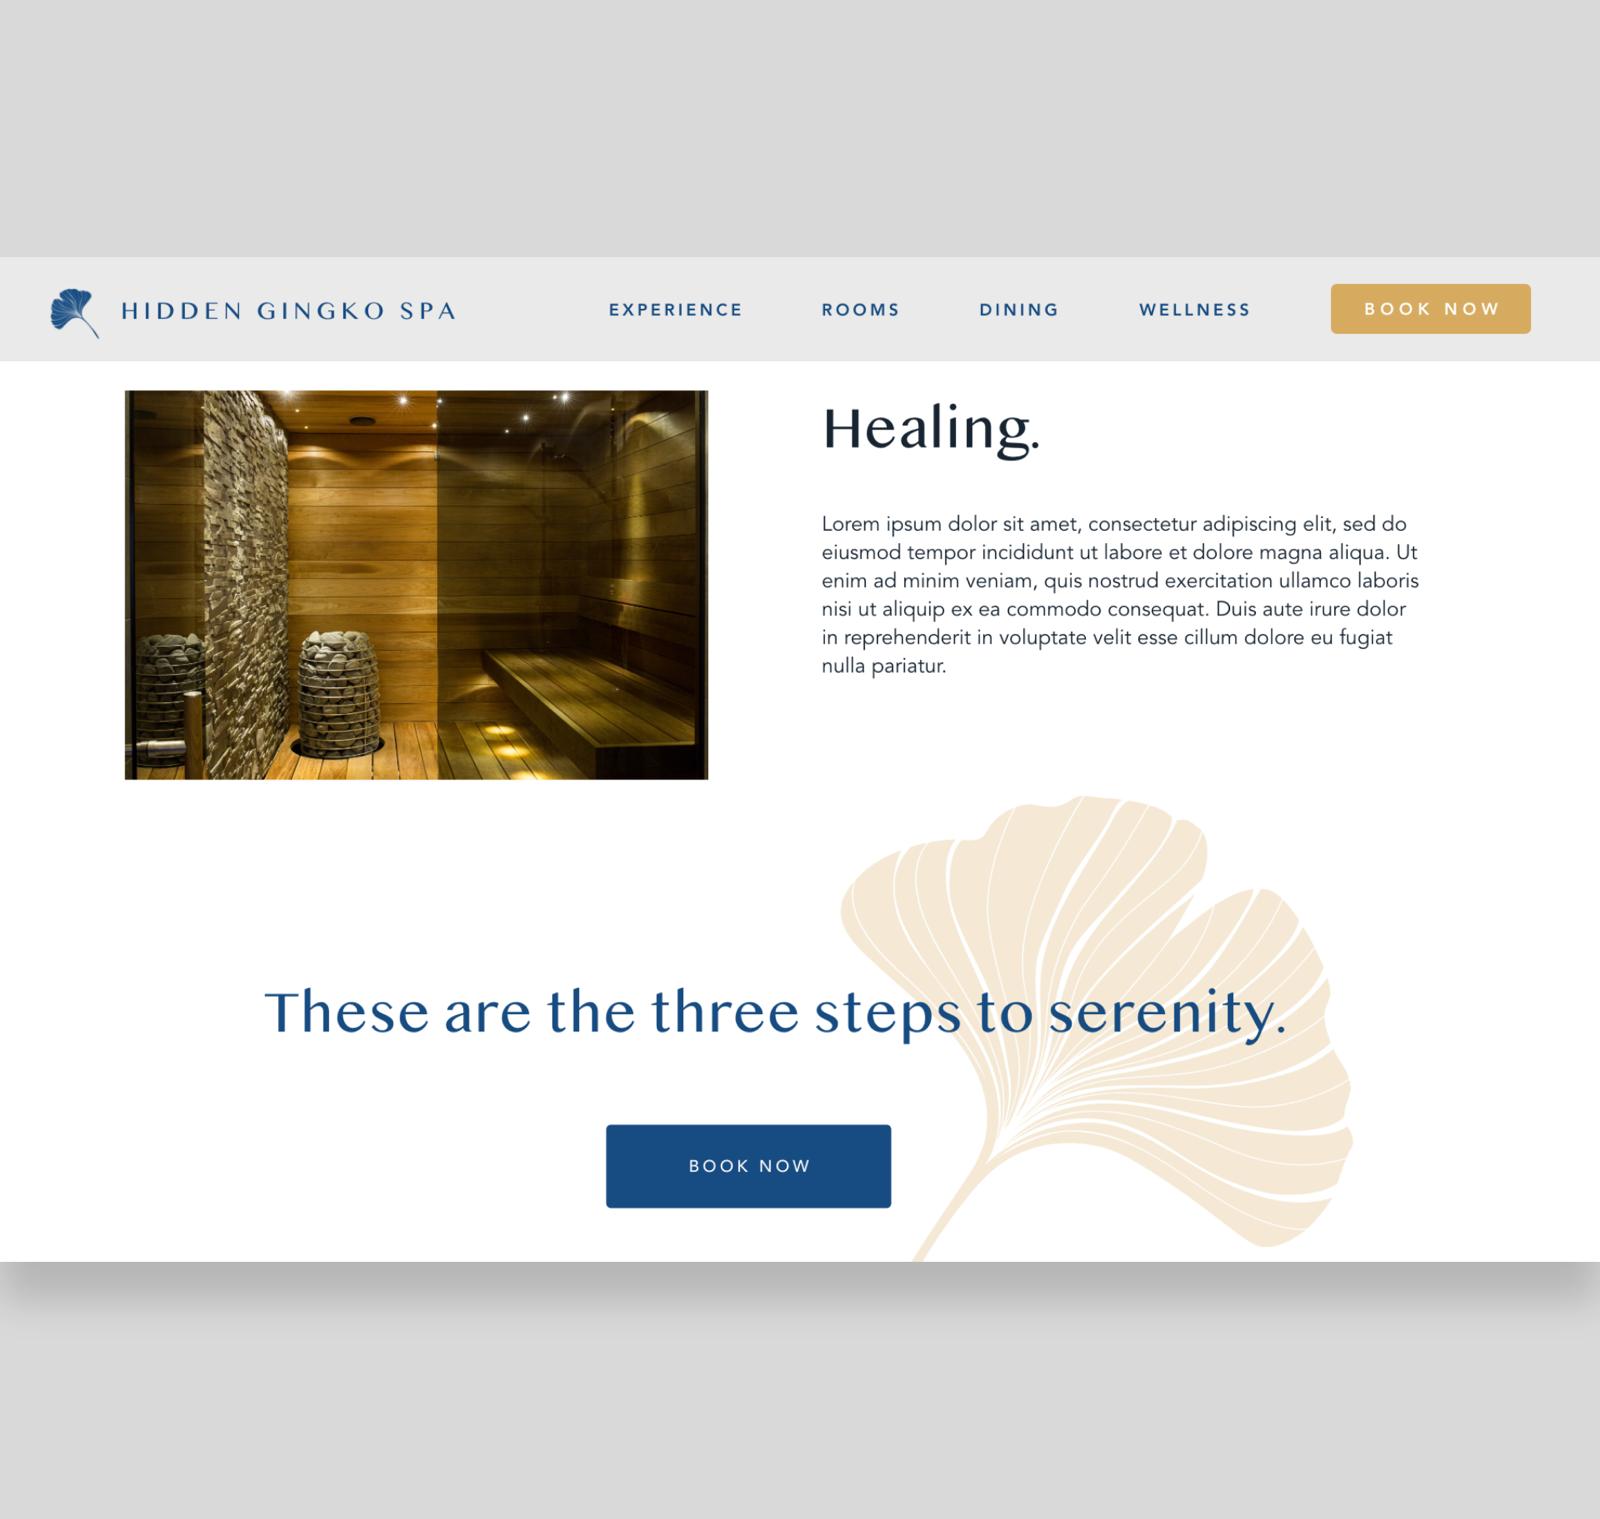 HIDDEN GINGKO SPA
EXPERIENCE
ROOMS
DINING
WELLNESS
BOOK NOW
Healing.
Lorem ipsum dolor sit amet, consectetur adipiscing elit, sed do
eiusmod tempor incididunt ut labore et dolore magna aliqua. Ut
enim ad minim veniam, quis nostrud exercitation ullamco laboris
nisi ut aliquip ex ea commodo consequat. Duis aute irure dolor
in reprehenderit in voluptate velit esse cillum dolore eu fugiat
nulla pariatur.
These are the three steps to serenity.
BOOK NOW